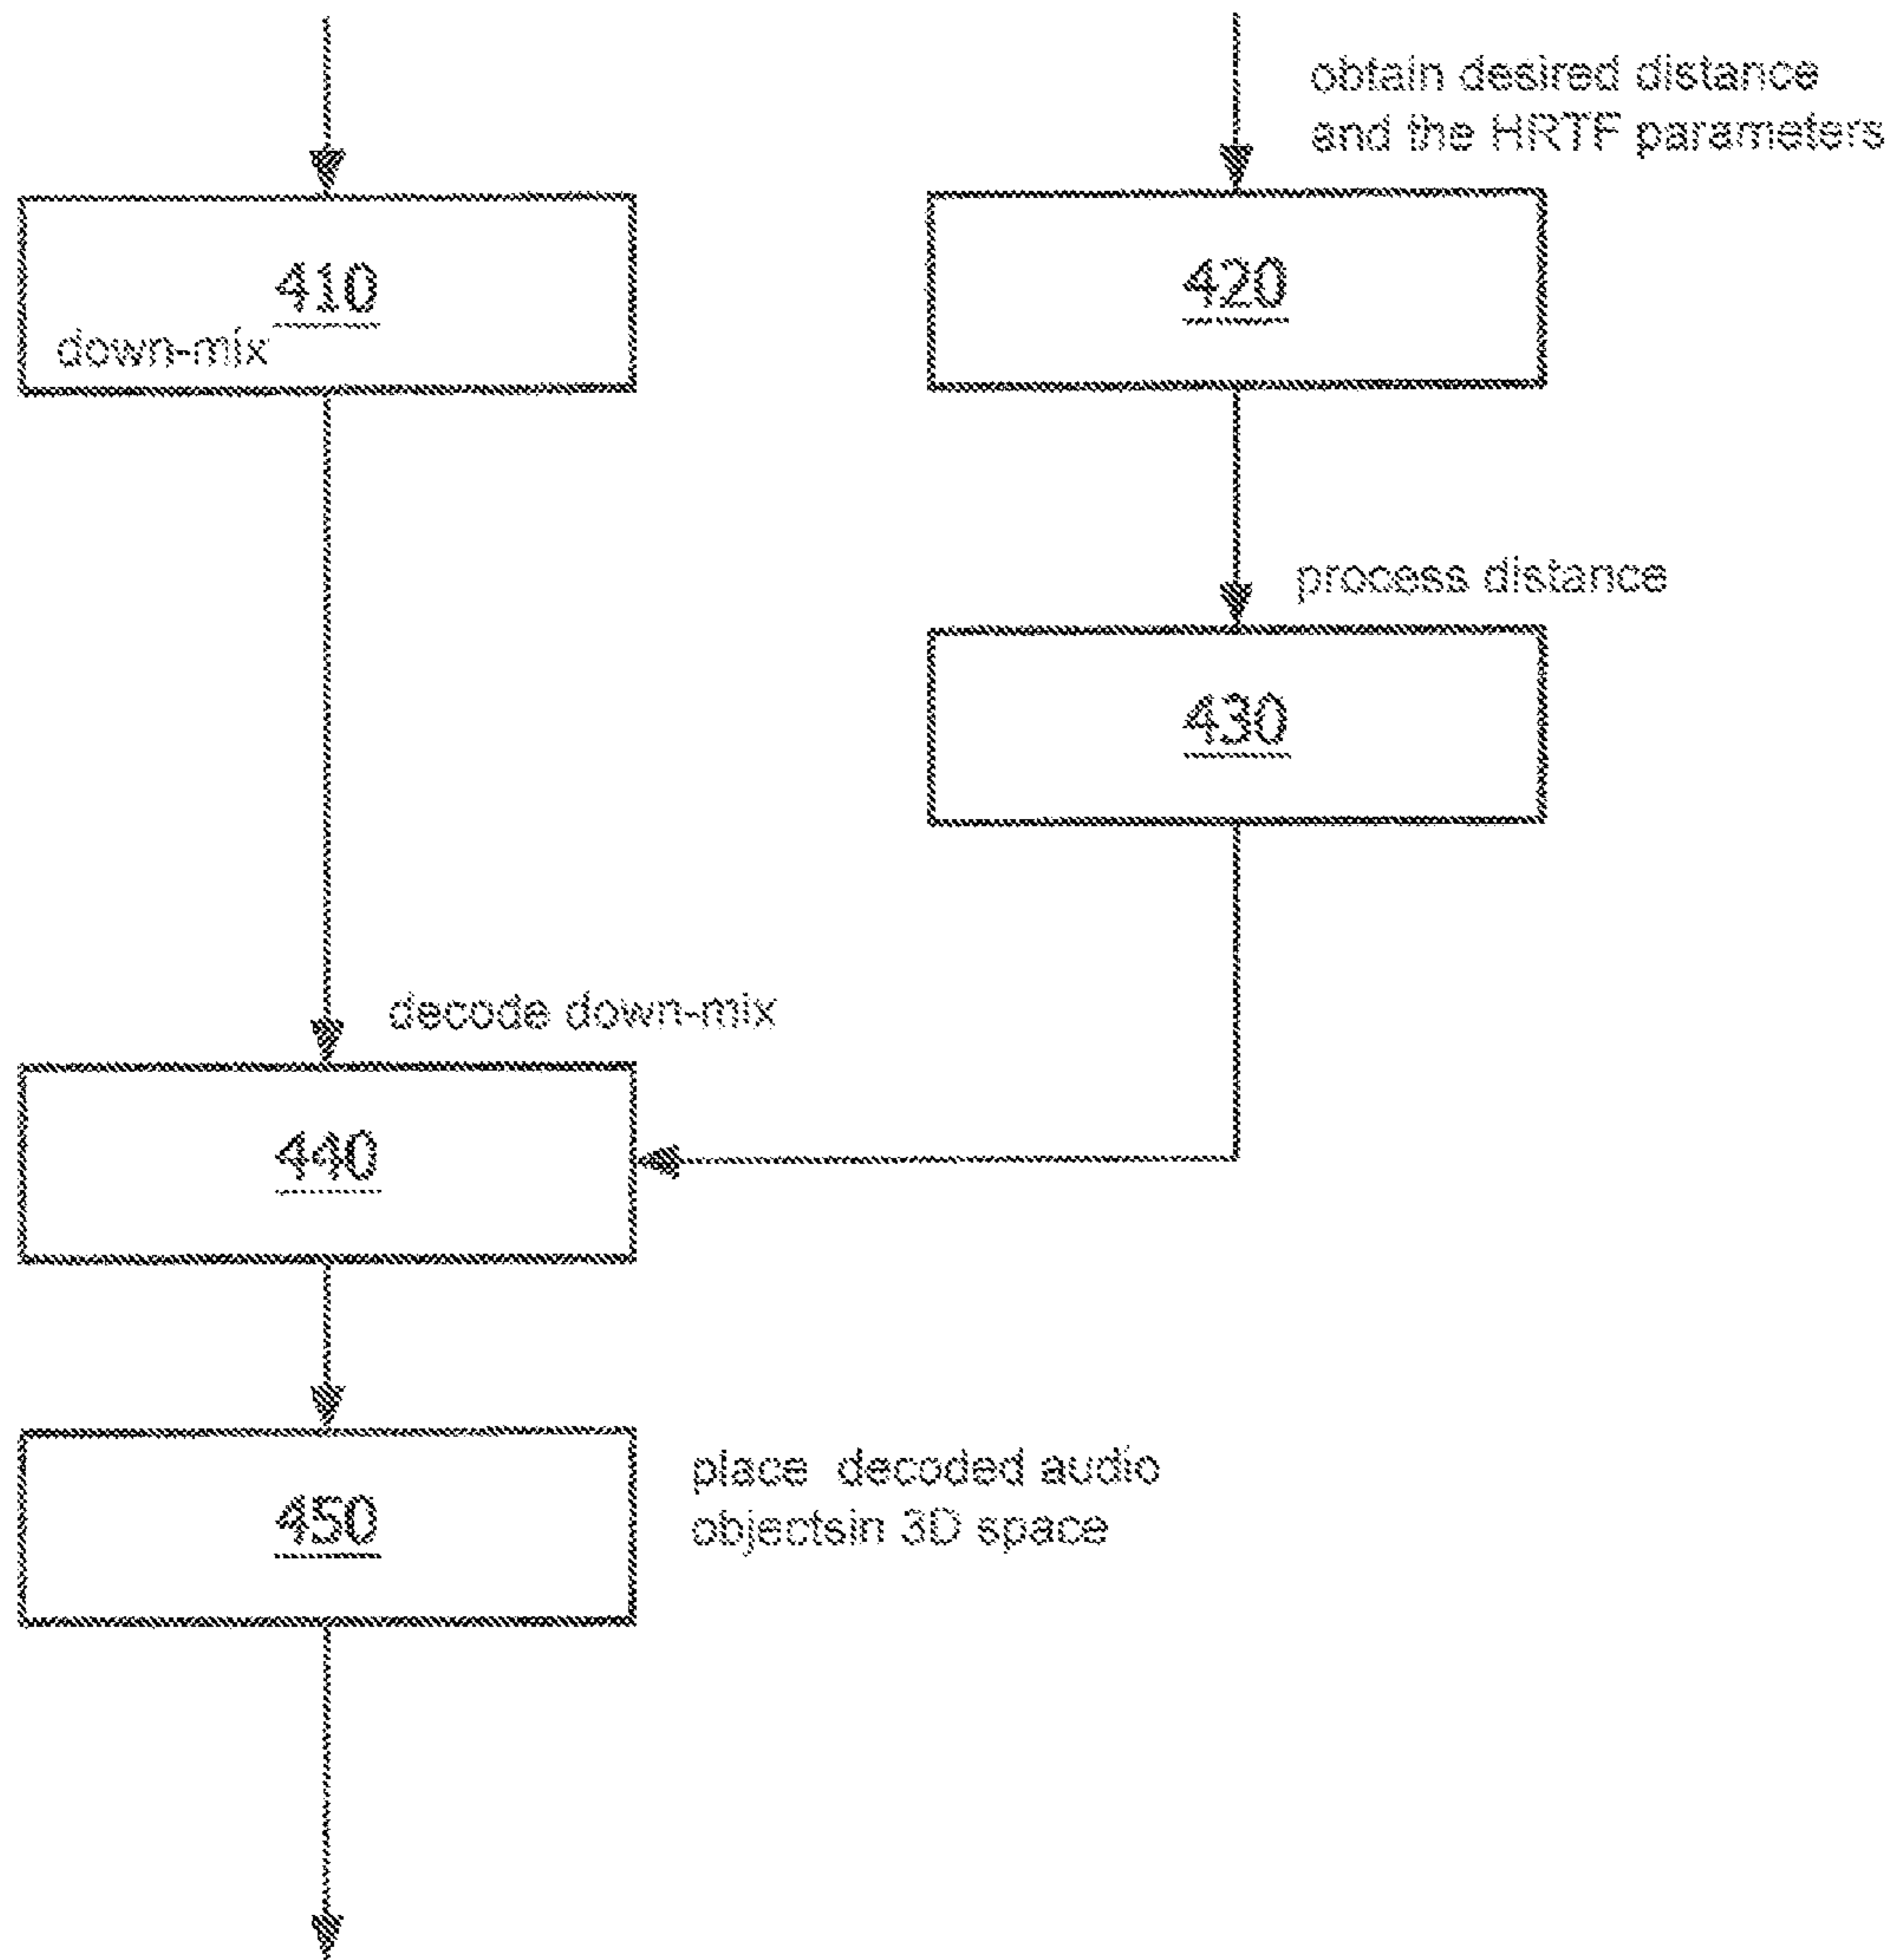 obtain desired distance
and the HRTF parameters
410
down-mix
420
process distance
430
decode down-mix
440
450
place decoded audio
objectsin 3D space